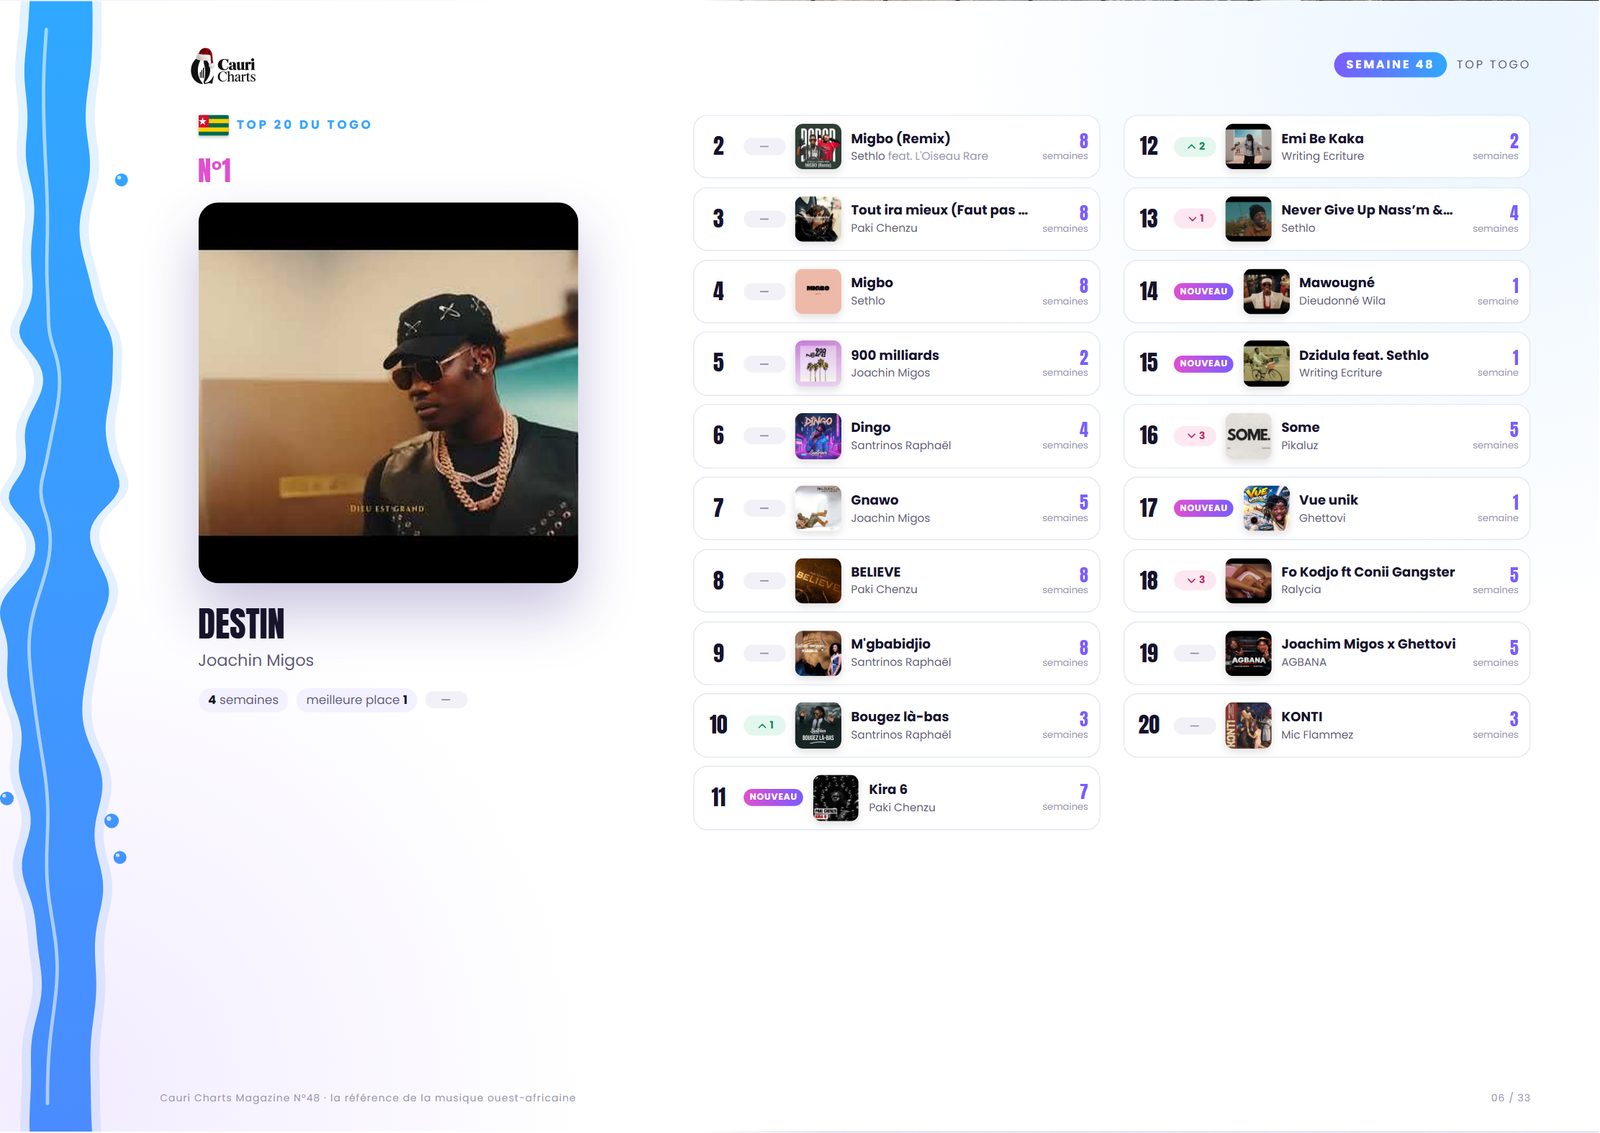 Cauri
Charts
SEMAINE 48 TOP TOGO
TOP 20 DU TOGO
N°1
DIEU EST GRAND
DESTIN
Joachin Migos
4 semaines meilleure place 1 —
2 — Migbo (Remix) 8
Sethlo feat. L'Oiseau Rare semaines
3 — Tout ira mieux (Faut pas ... 8
Paki Chenzu semaines
4 — MIGBO Migbo 8
Sethlo semaines
5 — 900 milliards 2
Joachin Migos semaines
6 — DINGO Dingo 4
Santrinos Raphaël semaines
7 — Gnawo 5
Joachin Migos semaines
8 — BELIEVE BELIEVE 8
Paki Chenzu semaines
9 — M'gbabidjio 8
Santrinos Raphaël semaines
10 1 BOUGEZ LÀ-BAS Bougez là-bas 3
Santrinos Raphaël semaines
11 NOUVEAU Kira 6 7
Paki Chenzu semaines
12 2 Emi Be Kaka 2
Writing Ecriture semaines
13 1 Never Give Up Nass'm &... 4
Sethlo semaines
14 NOUVEAU Mawougné 1
Dieudonné Wila semaine
15 NOUVEAU Dzidula feat. Sethlo 1
Writing Ecriture semaine
16 3 SOME. Some 5
Pikaluz semaines
17 NOUVEAU VUE Vue unik 1
Ghettovi semaine
18 3 Fo Kodjo ft Conii Gangster 5
Ralycia semaines
19 — AGBANA Joachim Migos x Ghettovi 5
AGBANA semaines
20 — KONTI KONTI 3
Mic Flammez semaines
Cauri Charts Magazine N°48 · la référence de la musique ouest-africaine
06 / 33